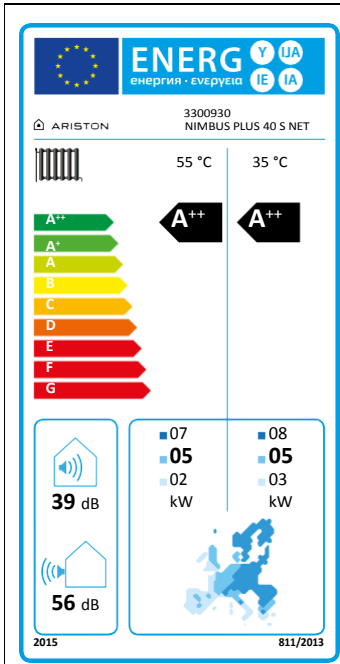 ENERG Y IJA
енергия · ενεργεια IE IA
ARISTON
3300930
NIMBUS PLUS 40 S NET
55 °C 35 °C
A++ A++
A++
A+
A
B
C
D
E
F
G
07 08
05 05
02 03
kW kW
39 dB
56 dB
2015 811/2013